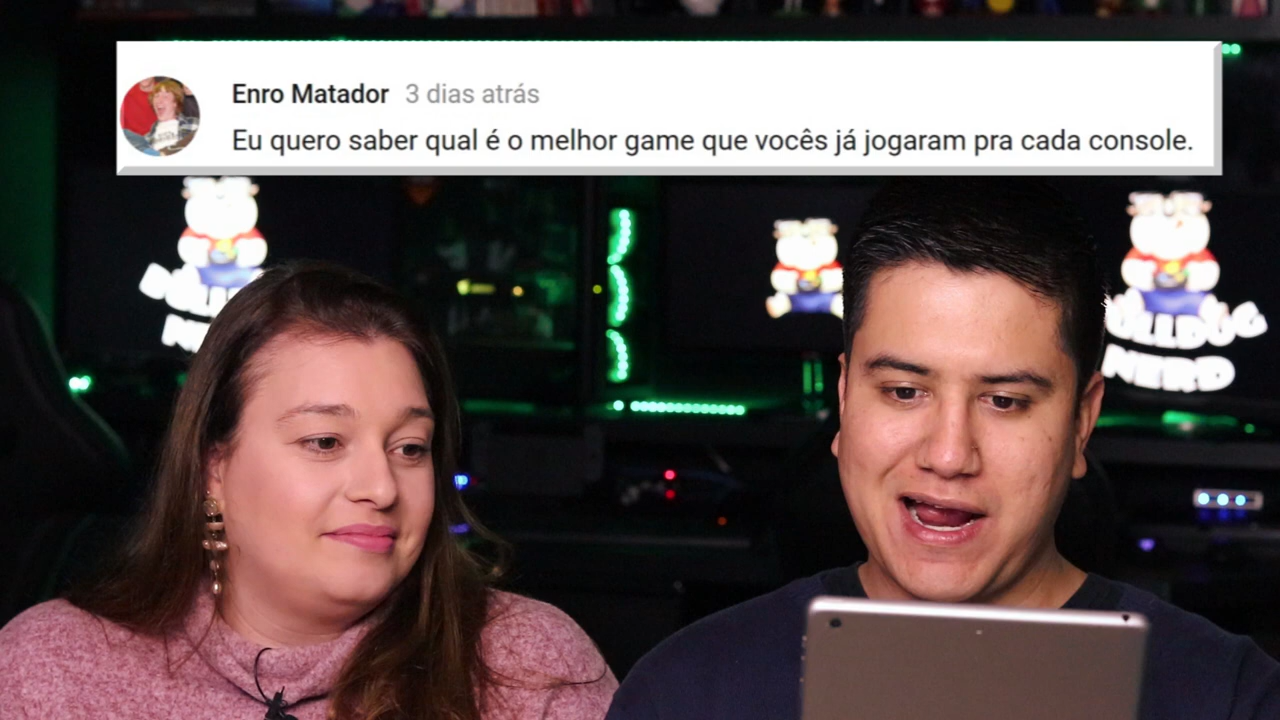 Enro Matador 3 dias atrás
Eu quero saber qual é o melhor game que vocês já jogaram pra cada console.
BULLDOG
NERD